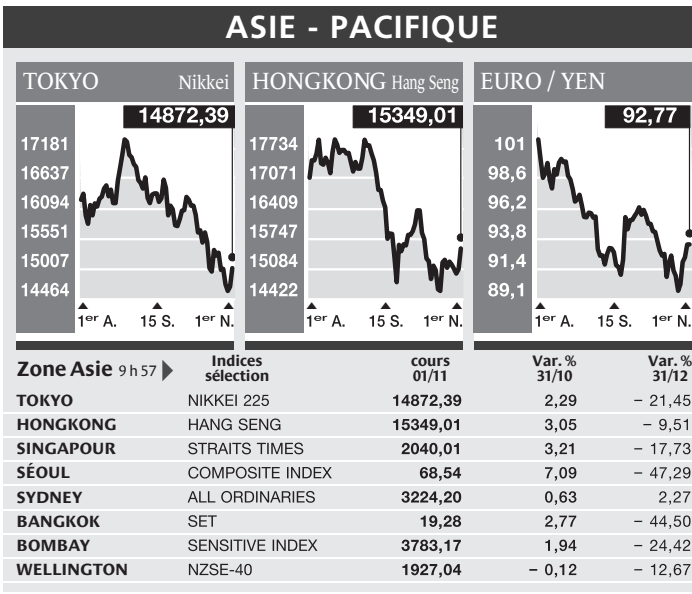 ASIE - PACIFIQUE
TOKYO Nikkei
14872,39
17181
16637
16094
15551
15007
14464
1er A. 15 S. 1er N.
HONGKONG Hang Seng
15349,01
17734
17071
16409
15747
15084
14422
1er A. 15 S. 1er N.
EURO / YEN
92,77
101
98,6
96,2
93,8
91,4
89,1
1er A. 15 S. 1er N.
Zone Asie 9 h 57 Indices sélection cours 01/11 Var. % 31/10 Var. % 31/12
TOKYO NIKKEI 225 14872,39 2,29 – 21,45
HONGKONG HANG SENG 15349,01 3,05 – 9,51
SINGAPOUR STRAITS TIMES 2040,01 3,21 – 17,73
SÉOUL COMPOSITE INDEX 68,54 7,09 – 47,29
SYDNEY ALL ORDINARIES 3224,20 0,63 2,27
BANGKOK SET 19,28 2,77 – 44,50
BOMBAY SENSITIVE INDEX 3783,17 1,94 – 24,42
WELLINGTON NZSE-40 1927,04 – 0,12 – 12,67